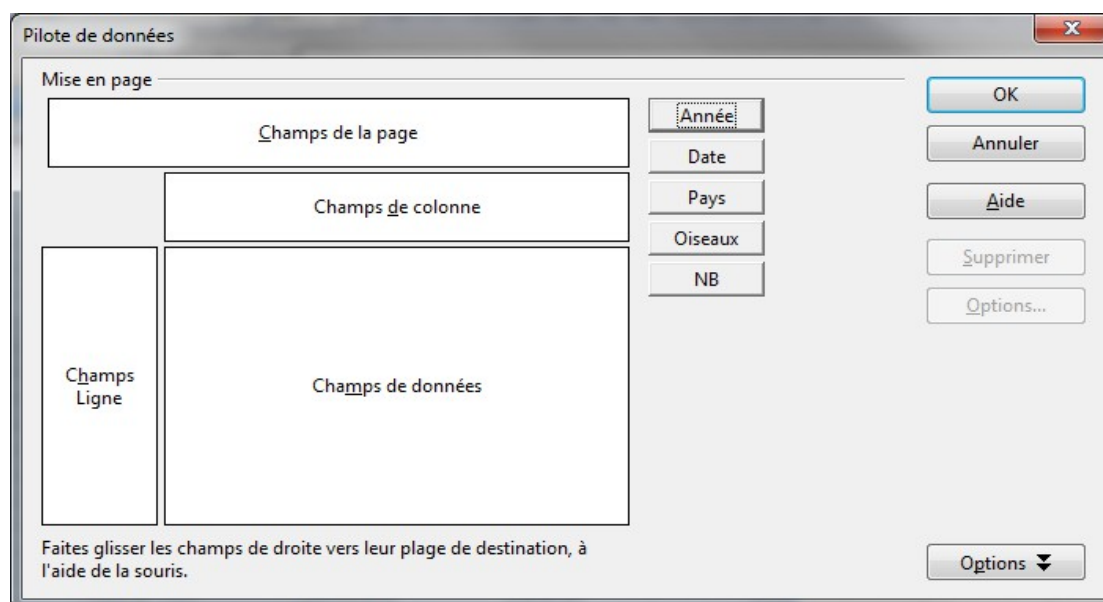 Pilote de données
Mise en page
Champs de la page
Champs de colonne
Champs
Ligne
Champs de données
Année
Date
Pays
Oiseaux
NB
OK
Annuler
Aide
Supprimer
Options...
Faites glisser les champs de droite vers leur plage de destination, à
l'aide de la souris.
Options